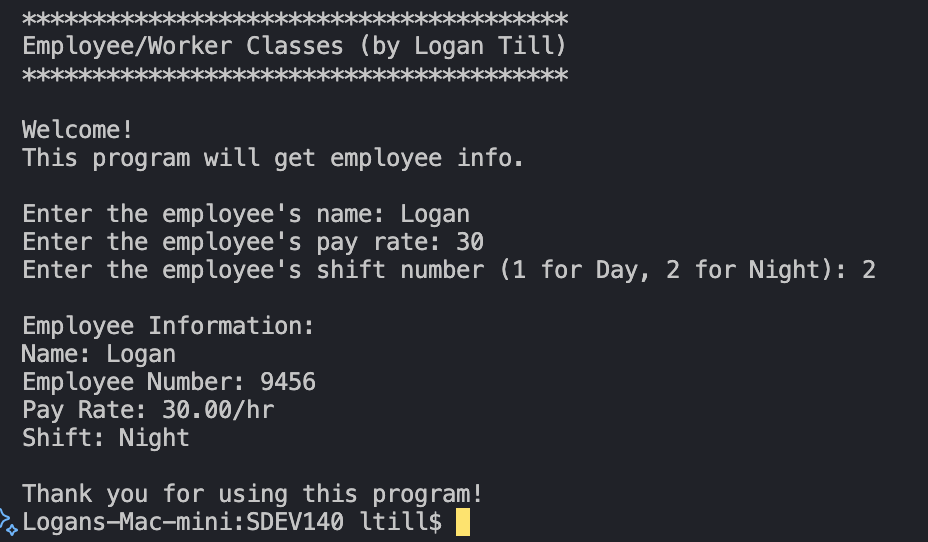 ***************************************
Employee/Worker Classes (by Logan Till)
***************************************
Welcome!
This program will get employee info.
Enter the employee's name: Logan
Enter the employee's pay rate: 30
Enter the employee's shift number (1 for Day, 2 for Night): 2
Employee Information:
Name: Logan
Employee Number: 9456
Pay Rate: 30.00/hr
Shift: Night
Thank you for using this program!
Logans-Mac-mini:SDEV140 ltill$